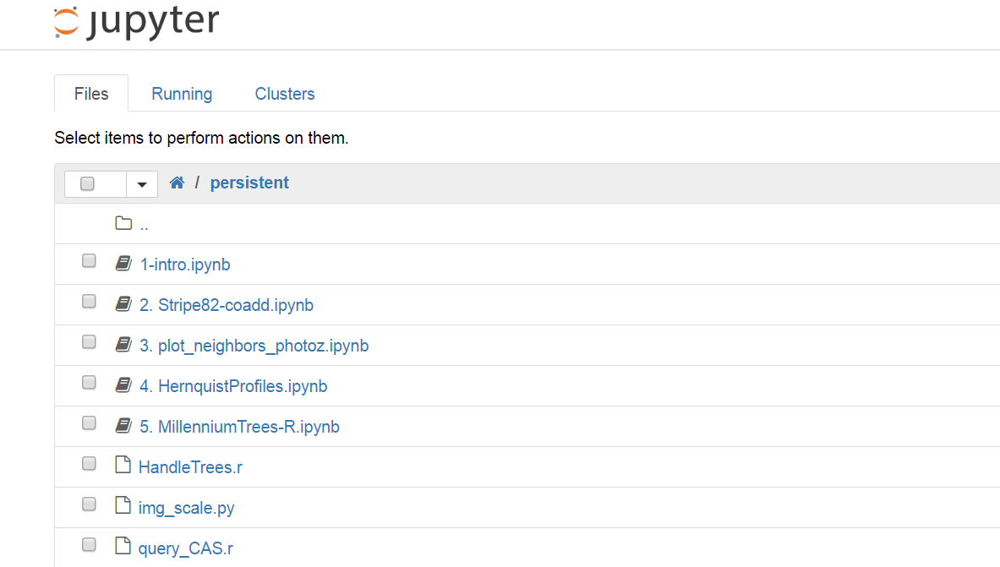 jupyter
Files Running Clusters
Select items to perform actions on them.
/ persistent
..
1-intro.ipynb
2. Stripe82-coadd.ipynb
3. plot_neighbors_photoz.ipynb
4. HernquistProfiles.ipynb
5. MillenniumTrees-R.ipynb
HandleTrees.r
img_scale.py
query_CAS.r